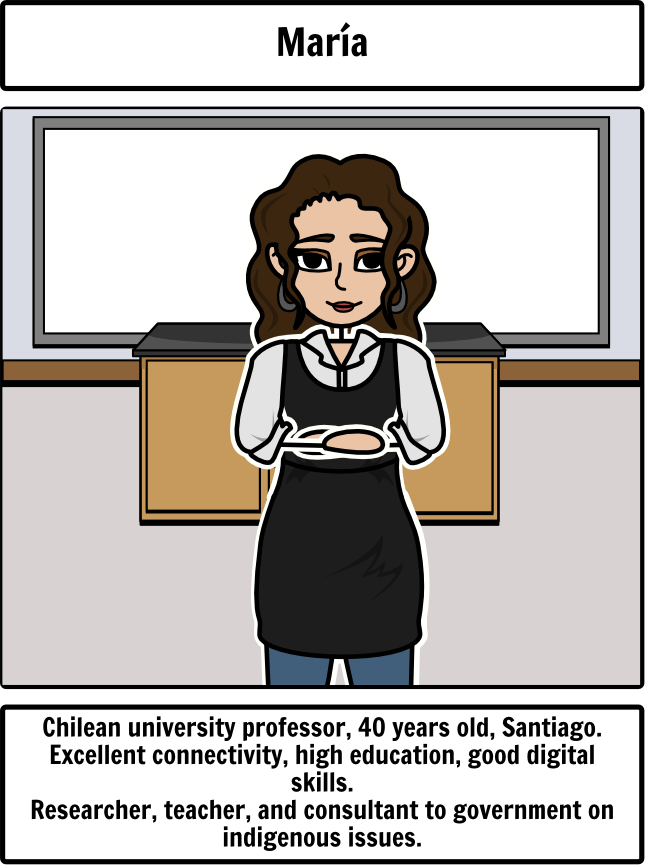 María
Chilean university professor, 40 years old, Santiago.
Excellent connectivity, high education, good digital
skills.
Researcher, teacher, and consultant to government on
indigenous issues.